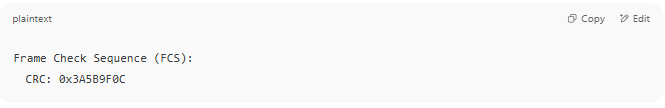 plaintext Copy Edit
Frame Check Sequence (FCS):
CRC: 0x3A5B9F0C